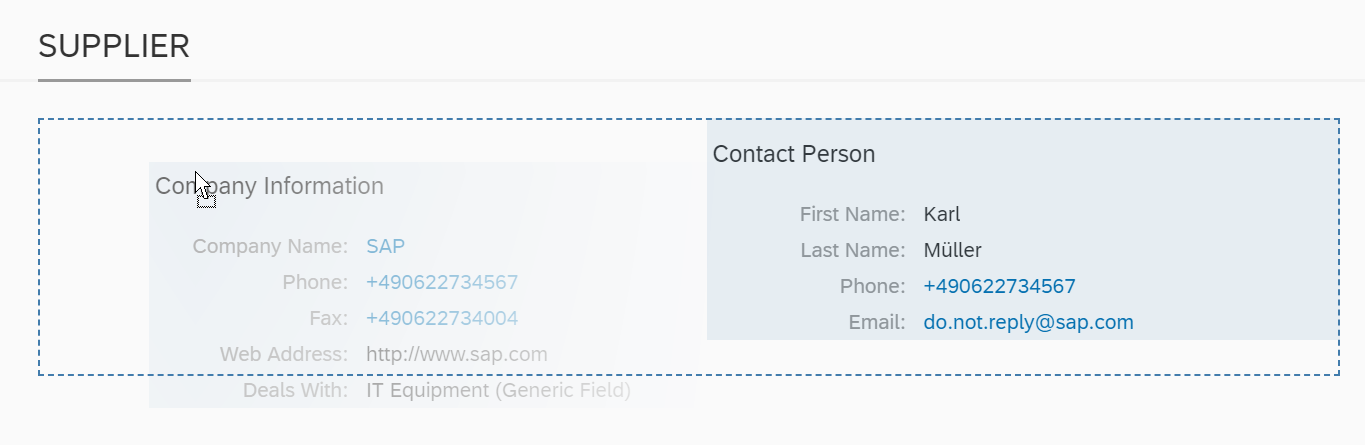 SUPPLIER
Company Information
Company Name: SAP
Phone: +490622734567
Fax: +490622734004
Web Address: http://www.sap.com
Deals With: IT Equipment (Generic Field)
Contact Person
First Name: Karl
Last Name: Müller
Phone: +490622734567
Email: do.not.reply@sap.com